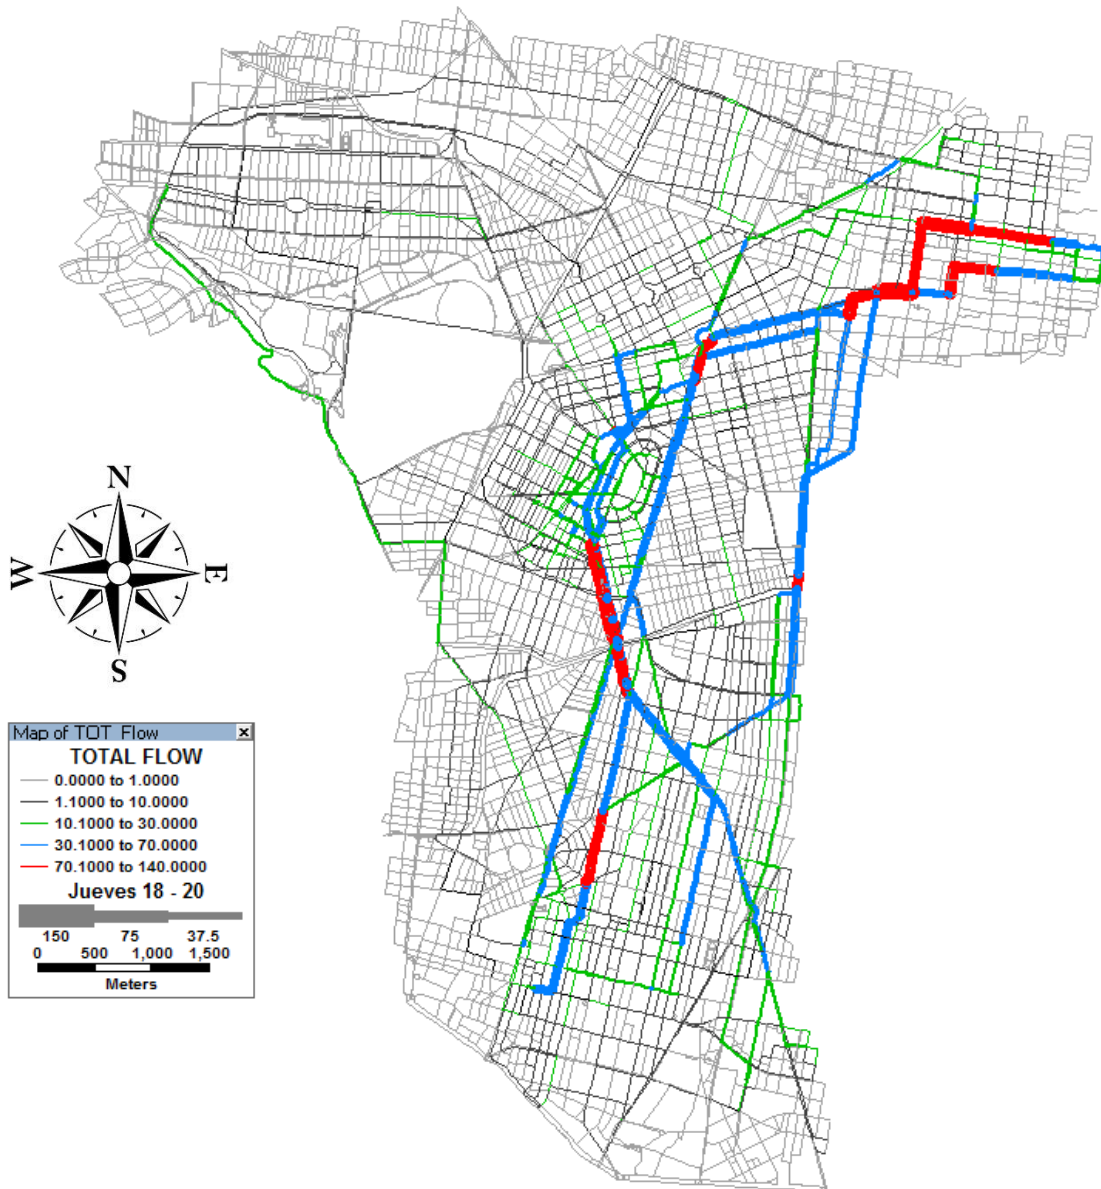 N
W
E
S
Map of TOT_Flow
TOTAL FLOW
0.0000 to 1.0000
1.1000 to 10.0000
10.1000 to 30.0000
30.1000 to 70.0000
70.1000 to 140.0000
Jueves 18 - 20
150 75 37.5
0 500 1,000 1,500
Meters